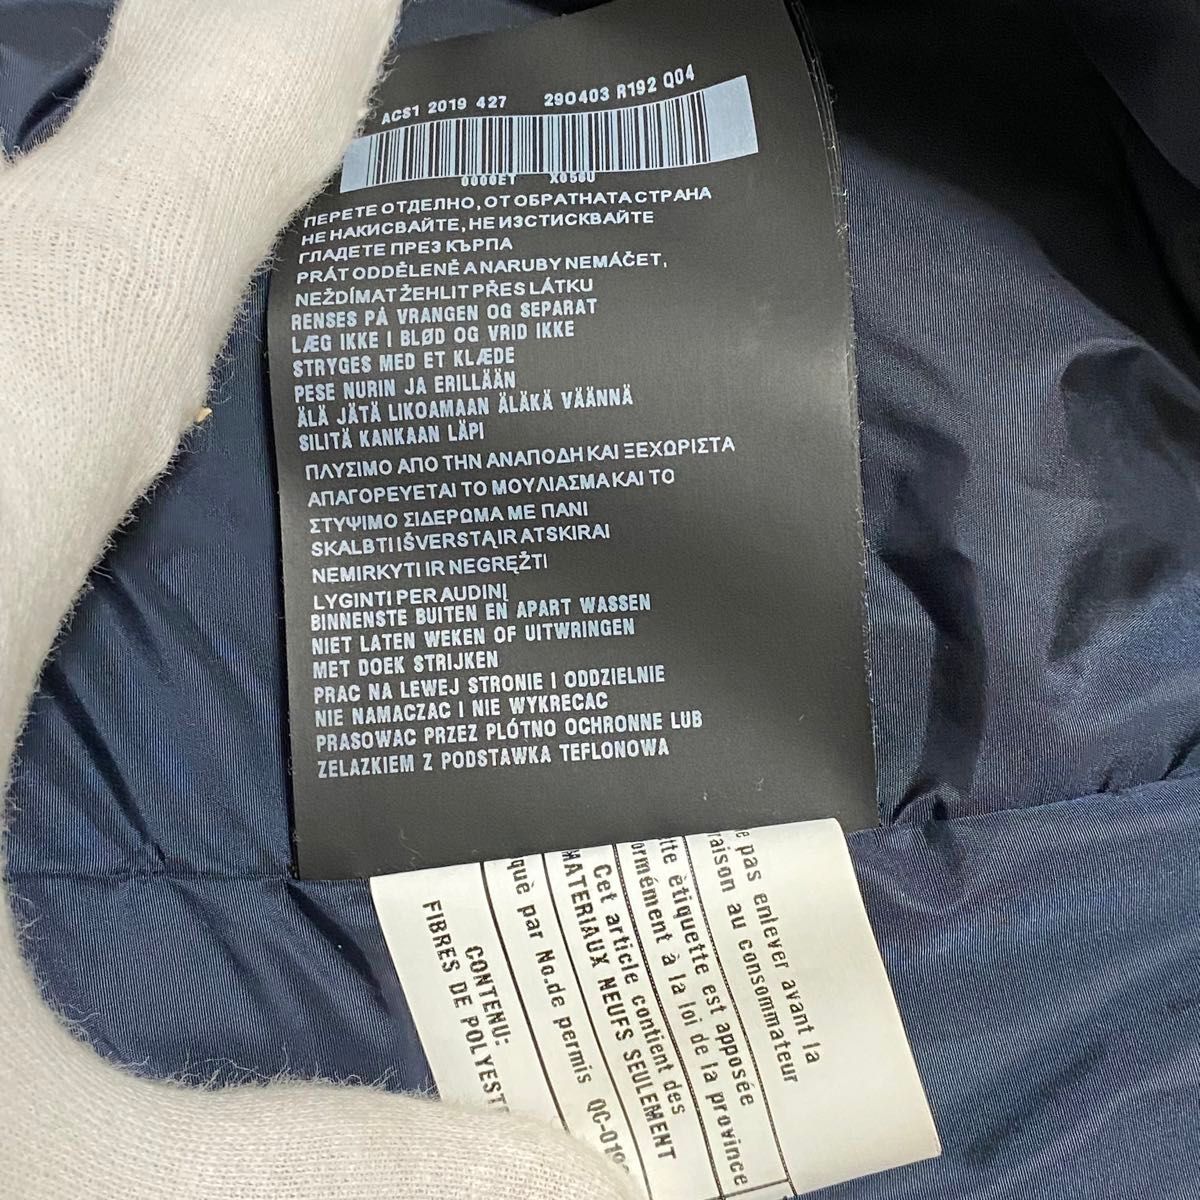 ACS1 2019 427 290403 R192 Q04
ПЕРЕТЕ ОТДЕЛНО, ОТ ОБРАТНАТА СТРАНА
НЕ НАКИСВАЙТЕ, НЕ ИЗСТИСКВАЙТЕ
ГЛАДЕТЕ ПРЕЗ КЪРПА
PRÁT ODDĚLENĚ A NARUBY NEMÁČET,
NEŽDÍMAT ŽEHLIT PŘES LÁTKU
RENSES PÅ VRANGEN OG SEPARAT
LÆG IKKE I BLØD OG VRID IKKE
STRYGES MED ET KLÆDE
PESE NURIN JA ERILLÄÄN
ÄLÄ JÄTÄ LIKOAMAAN ÄLÄKÄ VÄÄNNÄ
SILITÄ KANKAAN LÄPI
ΠΛΥΣΙΜΟ ΑΠΟ ΤΗΝ ΑΝΑΠΟΔΗ ΚΑΙ ΞΕΧΩΡΙΣΤΑ
ΑΠΑΓΟΡΕΥΕΤΑΙ ΤΟ ΜΟΥΛΙΑΣΜΑ ΚΑΙ ΤΟ
ΣΤΥΨΙΜΟ ΣΙΔΕΡΩΜΑ ΜΕ ΠΑΝΙ
SKALBTI IŠVERSTĄ IR ATSKIRAI
NEMIRKYTI IR NEGRĘŽTI
LYGINTI PER AUDINĮ
BINNENSTE BUITEN EN APART WASSEN
NIET LATEN WEKEN OF UITWRINGEN
MET DOEK STRIJKEN
PRAC NA LEWEJ STRONIE I ODDZIELNIE
NIE NAMACZAC I NIE WYKRECAC
PRASOWAC PRZEZ PLÓTNO OCHRONNE LUB
ZELAZKIEM Z PODSTAWKA TEFLONOWA
pas enlever avant la
raison au consommateur
étiquette est apposée
ormément à la loi de la province
Cet article contient des
MATERIAUX NEUFS SEULEMENT
què par No.de permis QC-019
CONTENU:
FIBRES DE POLYEST